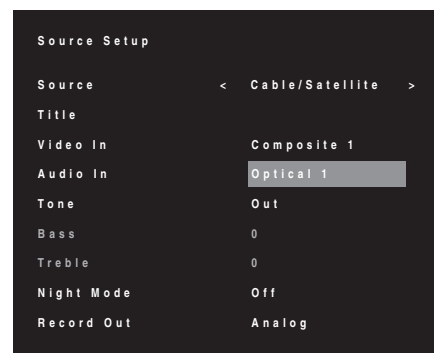 Source Setup
Source < Cable/Satellite >
Title
Video In Composite 1
Audio In Optical 1
Tone Out
Bass 0
Treble 0
Night Mode Off
Record Out Analog